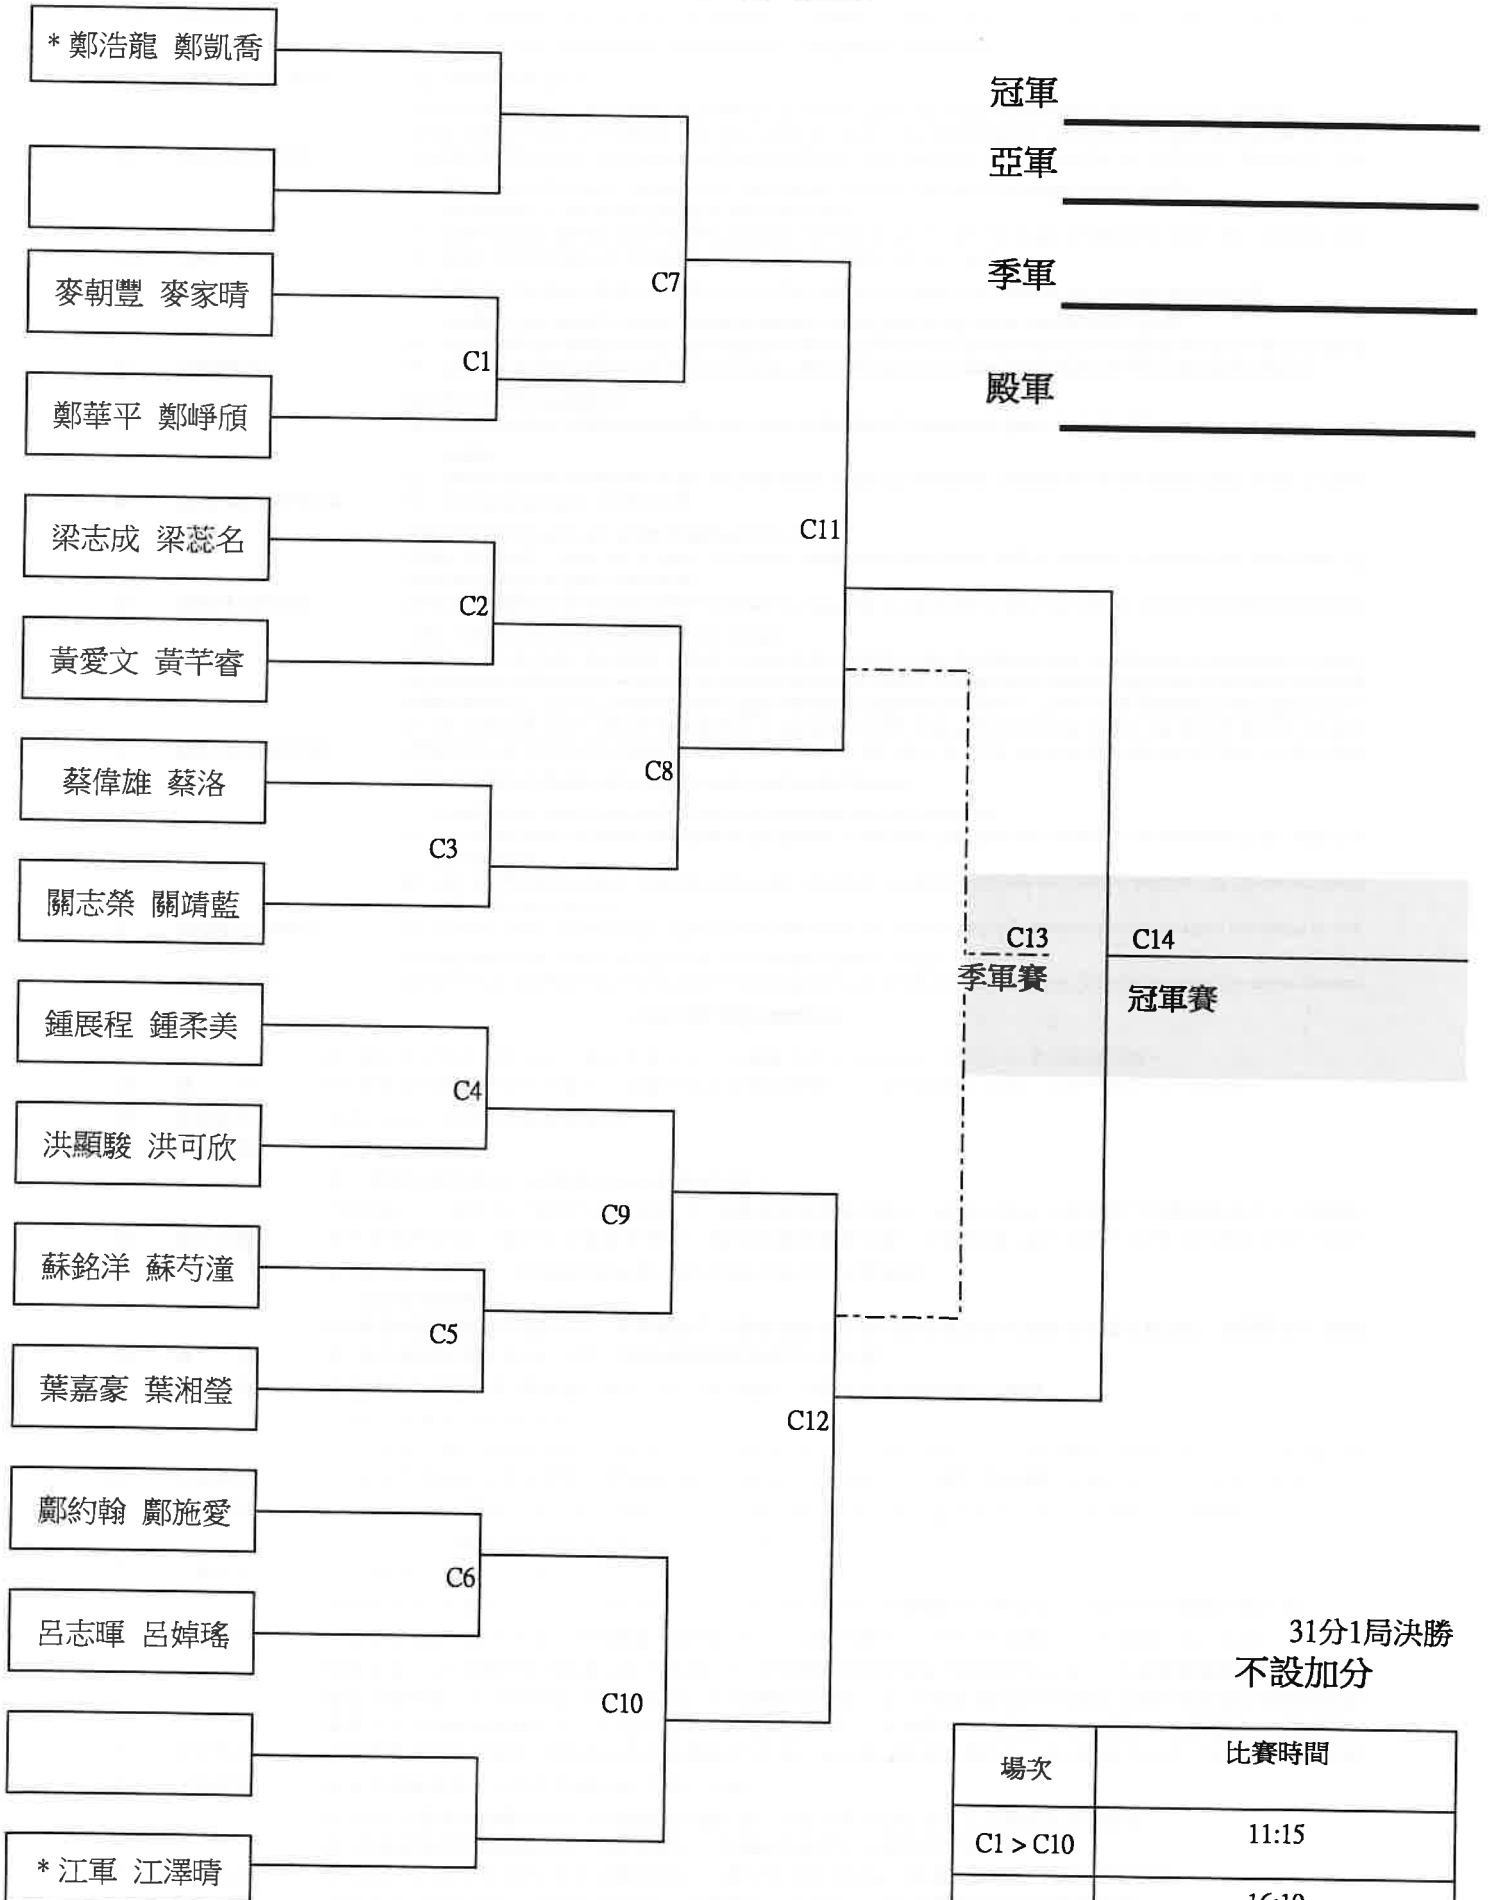 * 鄭浩龍 鄭凱喬
冠軍
亞軍
麥朝豐 麥家晴
C7
季軍
C1
鄭華平 鄭崢頎
殿軍
梁志成 梁蕊名
C11
C2
黃愛文 黃芊睿
蔡偉雄 蔡洛
C8
C3
關志榮 關靖藍
C13
季軍賽
C14
冠軍賽
鍾展程 鍾柔美
C4
洪顯駿 洪可欣
C9
蘇銘洋 蘇芍潼
C5
葉嘉豪 葉湘瑩
C12
鄺約翰 鄺施愛
C6
呂志暉 呂婥瑤
31分1局決勝
不設加分
C10
場次 比賽時間
C1 > C10 11:15
* 江軍 江澤晴